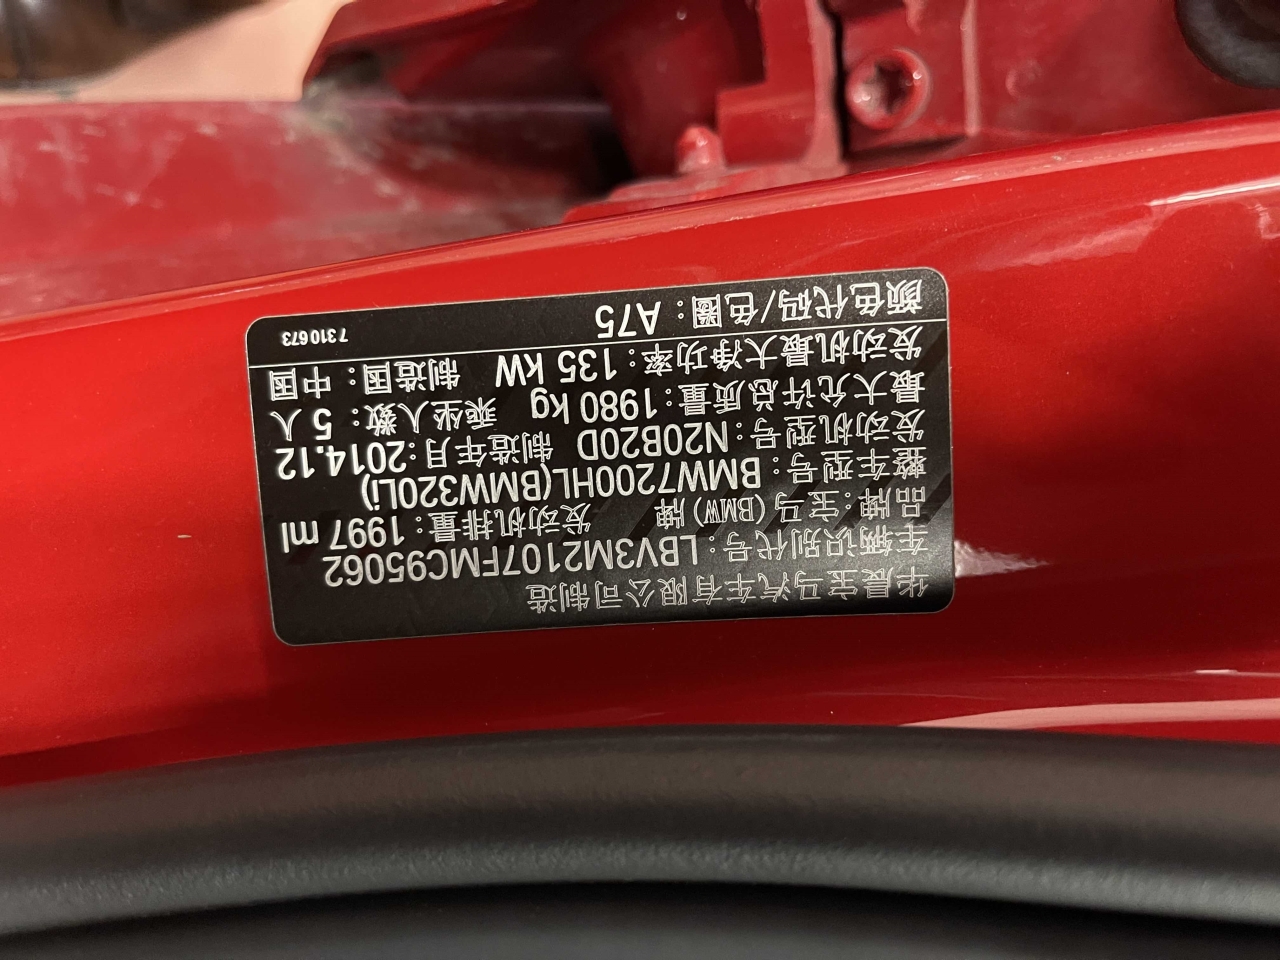 华晨宝马汽车有限公司制造
车辆识别代号：LBV3M2107FMC95062
品牌：宝马(BMW)牌 发动机排量：1997 ml
整车型号：BMW7200HL(BMW320Li)
发动机型号：N20B20D 制造年月：2014.12
最大允许总质量：1980 kg 乘坐人数：5 人
发动机最大净功率：135 kW 制造国：中国
颜色代码/色圈：A75
7310673